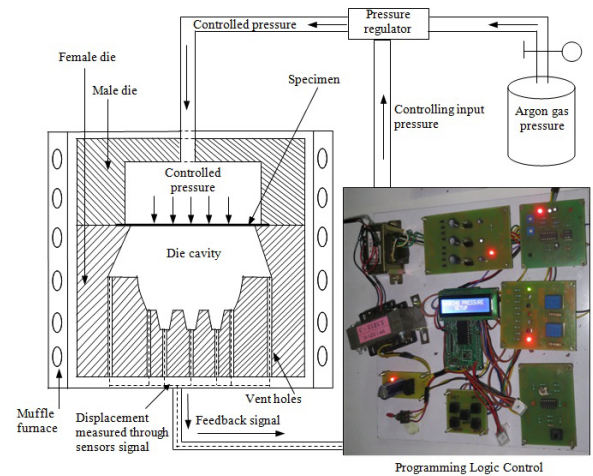 Controlled pressure
Pressure
regulator
Female die
Male die
Specimen
Controlling input
pressure
Argon gas
pressure
Controlled
pressure
Die cavity
Muffle
furnace
Displacement
measured through
sensors signal
Feedback signal
Vent holes
PRESSURE
Programming Logic Control